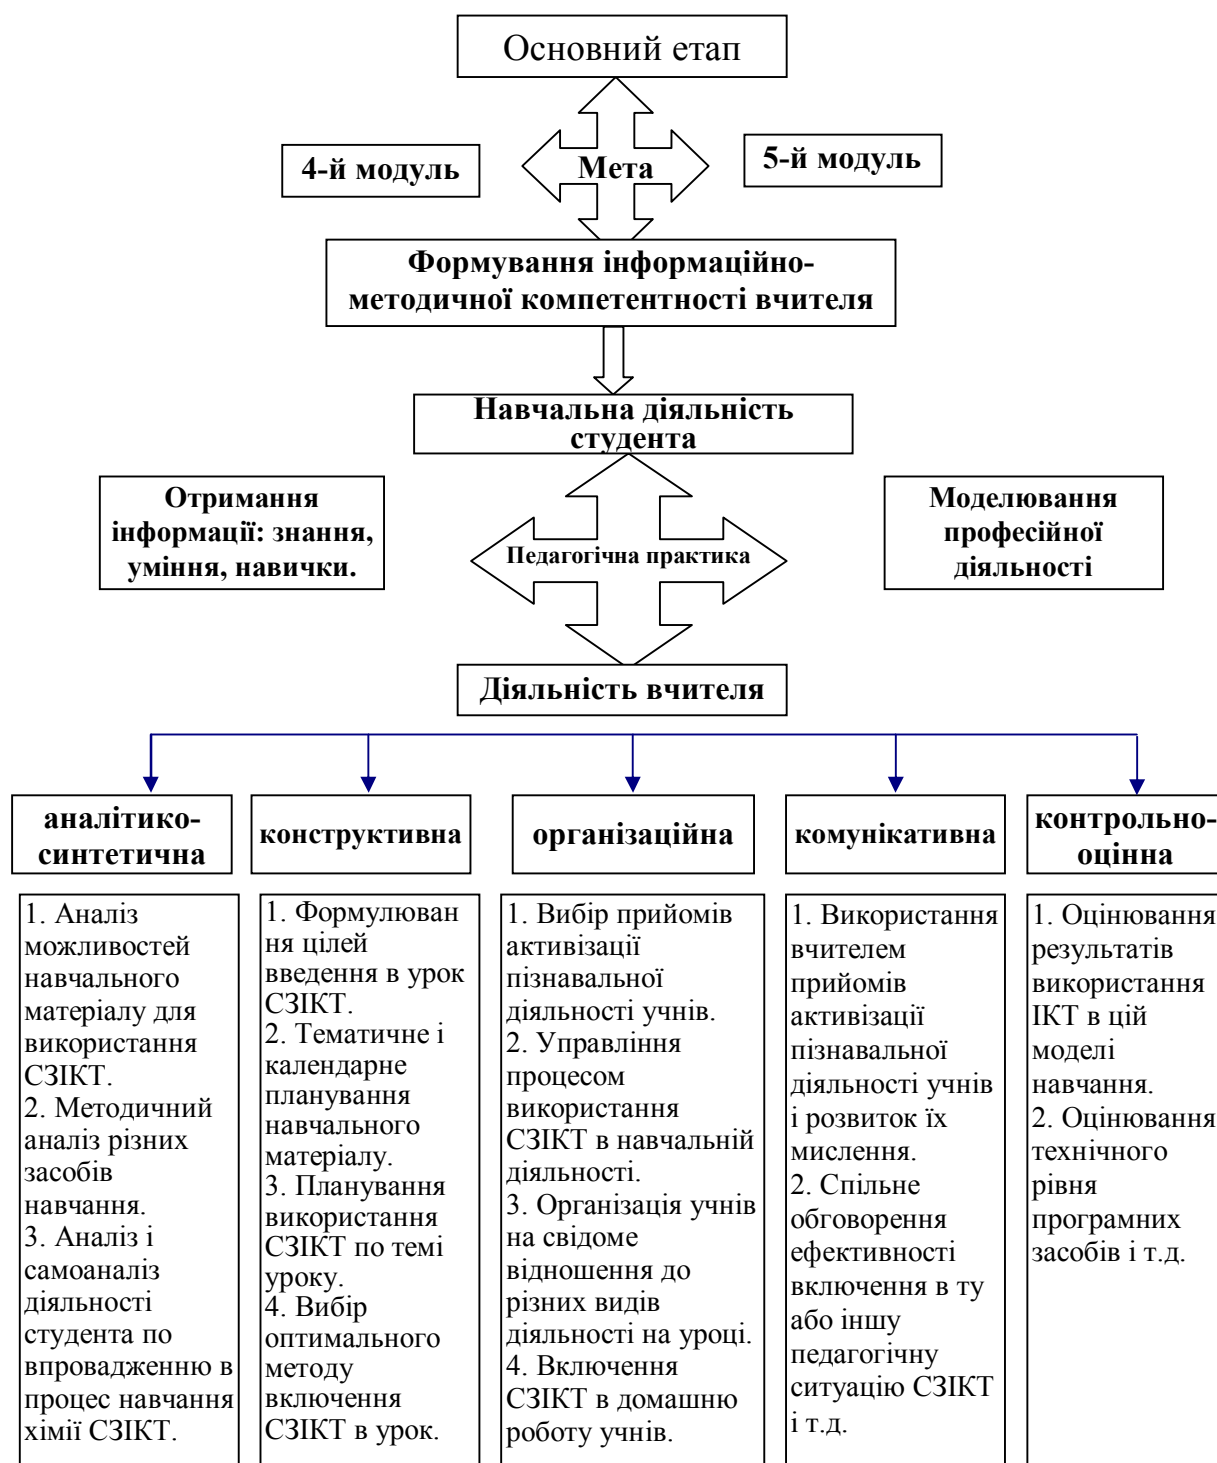 Основний етап
4-й модуль
Мета
5-й модуль
Формування інформаційно-
методичної компетентності вчителя
Навчальна діяльність
студента
Отримання
інформації: знання,
уміння, навички.
Педагогічна практика
Моделювання
професійної
діяльності
Діяльність вчителя
аналітико-
синтетична
конструктивна
організаційна
комунікативна
контрольно-
оцінна
1. Аналіз
можливостей
навчального
матеріалу для
використання
СЗІКТ.
2. Методичний
аналіз різних
засобів
навчання.
3. Аналіз і
самоаналіз
діяльності
студента по
впровадженню в
процес навчання
хімії СЗІКТ.
1. Формулюван
ня цілей
введення в урок
СЗІКТ.
2. Тематичне і
календарне
планування
навчального
матеріалу.
3. Планування
використання
СЗІКТ по темі
уроку.
4. Вибір
оптимального
методу
включення
СЗІКТ в урок.
1. Вибір прийомів
активізації
пізнавальної
діяльності учнів.
2. Управління
процесом
використання
СЗІКТ в навчальній
діяльності.
3. Організація учнів
на свідоме
відношення до
різних видів
діяльності на уроці.
4. Включення
СЗІКТ в домашню
роботу учнів.
1. Використання
вчителем
прийомів
активізації
пізнавальної
діяльності учнів
і розвиток їх
мислення.
2. Спільне
обговорення
ефективності
включення в ту
або іншу
педагогічну
ситуацію СЗІКТ
і т.д.
1. Оцінювання
результатів
використання
ІКТ в цій
моделі
навчання.
2. Оцінювання
технічного
рівня
програмних
засобів і т.д.